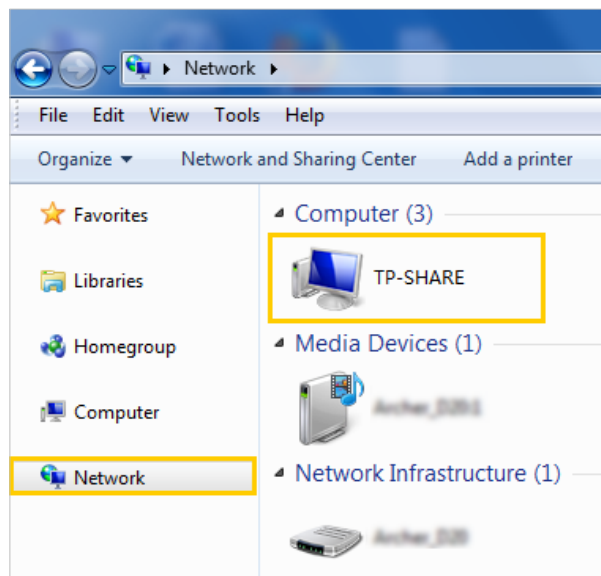 Network
File Edit View Tools Help
Organize Network and Sharing Center Add a printer
Favorites
Libraries
Homegroup
Computer
Network
Computer (3)
TP-SHARE
Media Devices (1)
Network Infrastructure (1)